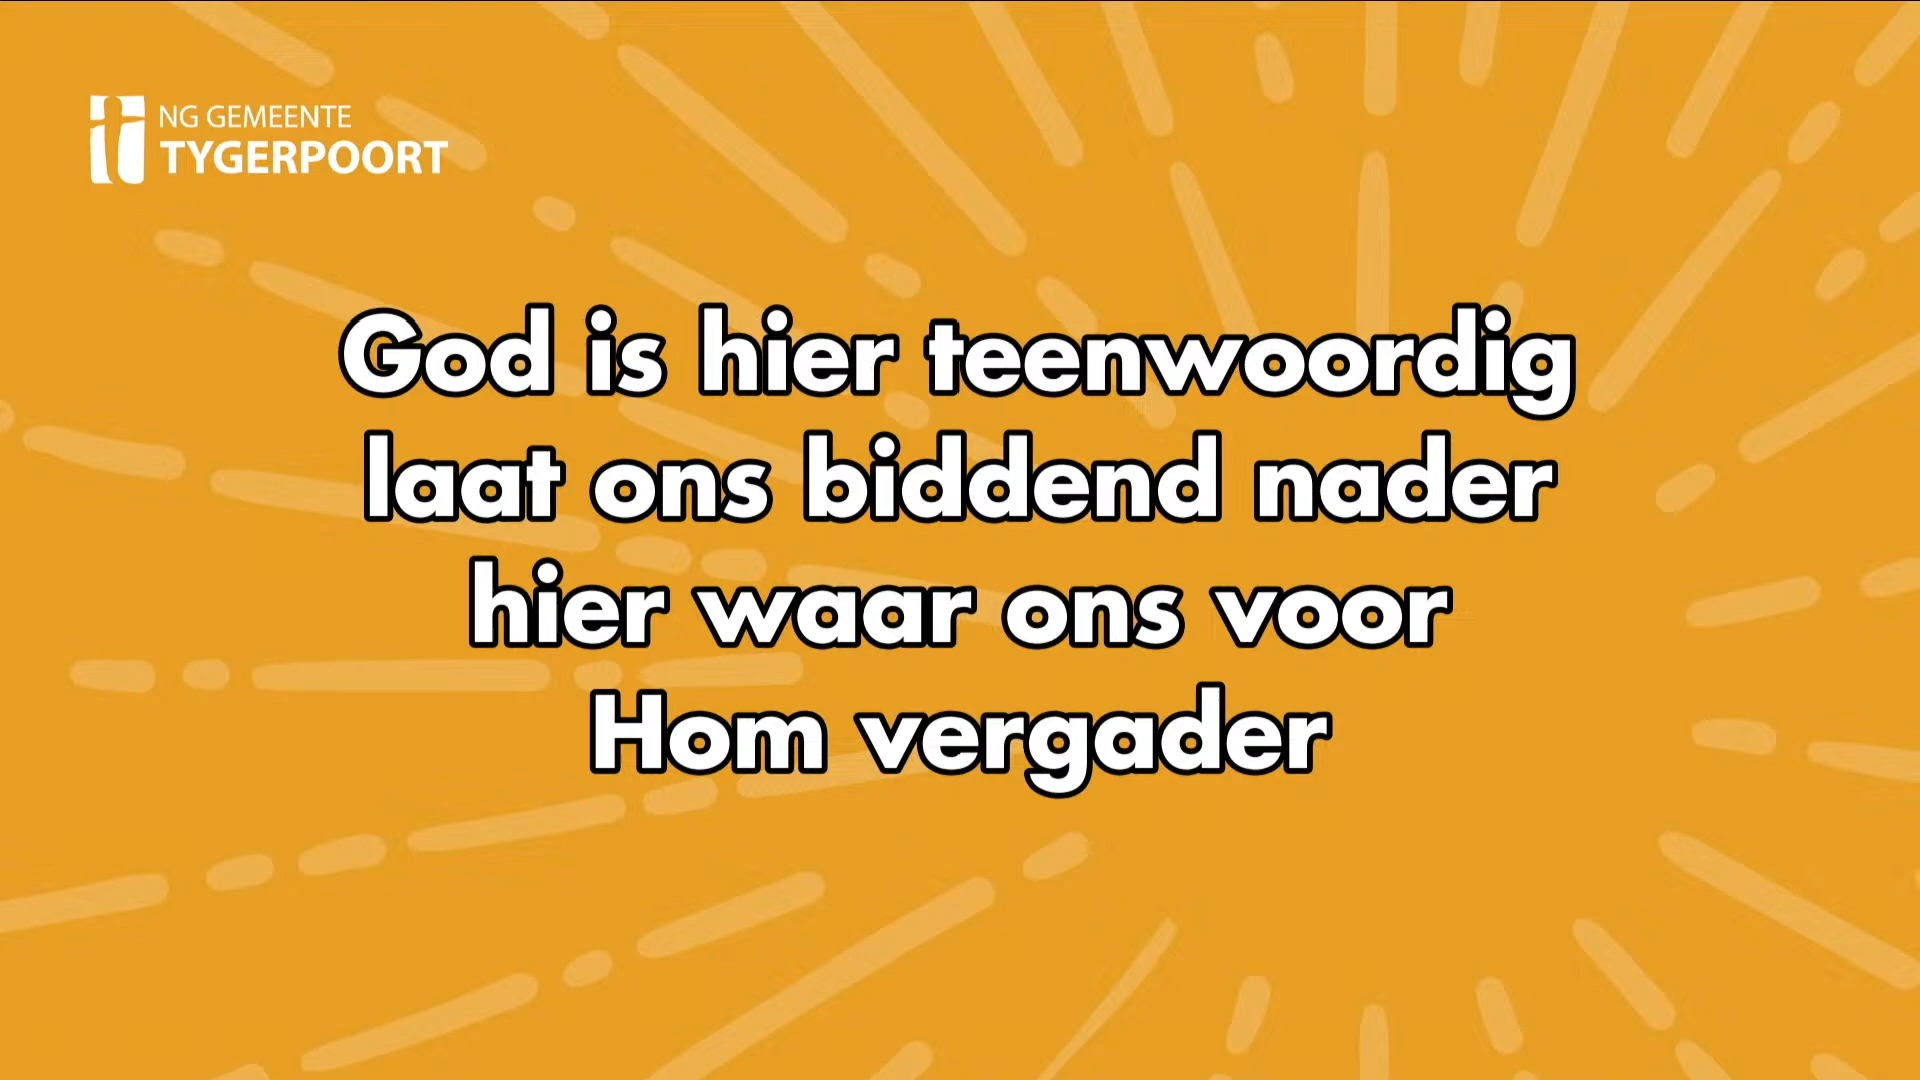 NG GEMEENTE
TYGERPOORT
God is hier teenwoordig
laat ons biddend nader
hier waar ons voor
Hom vergader